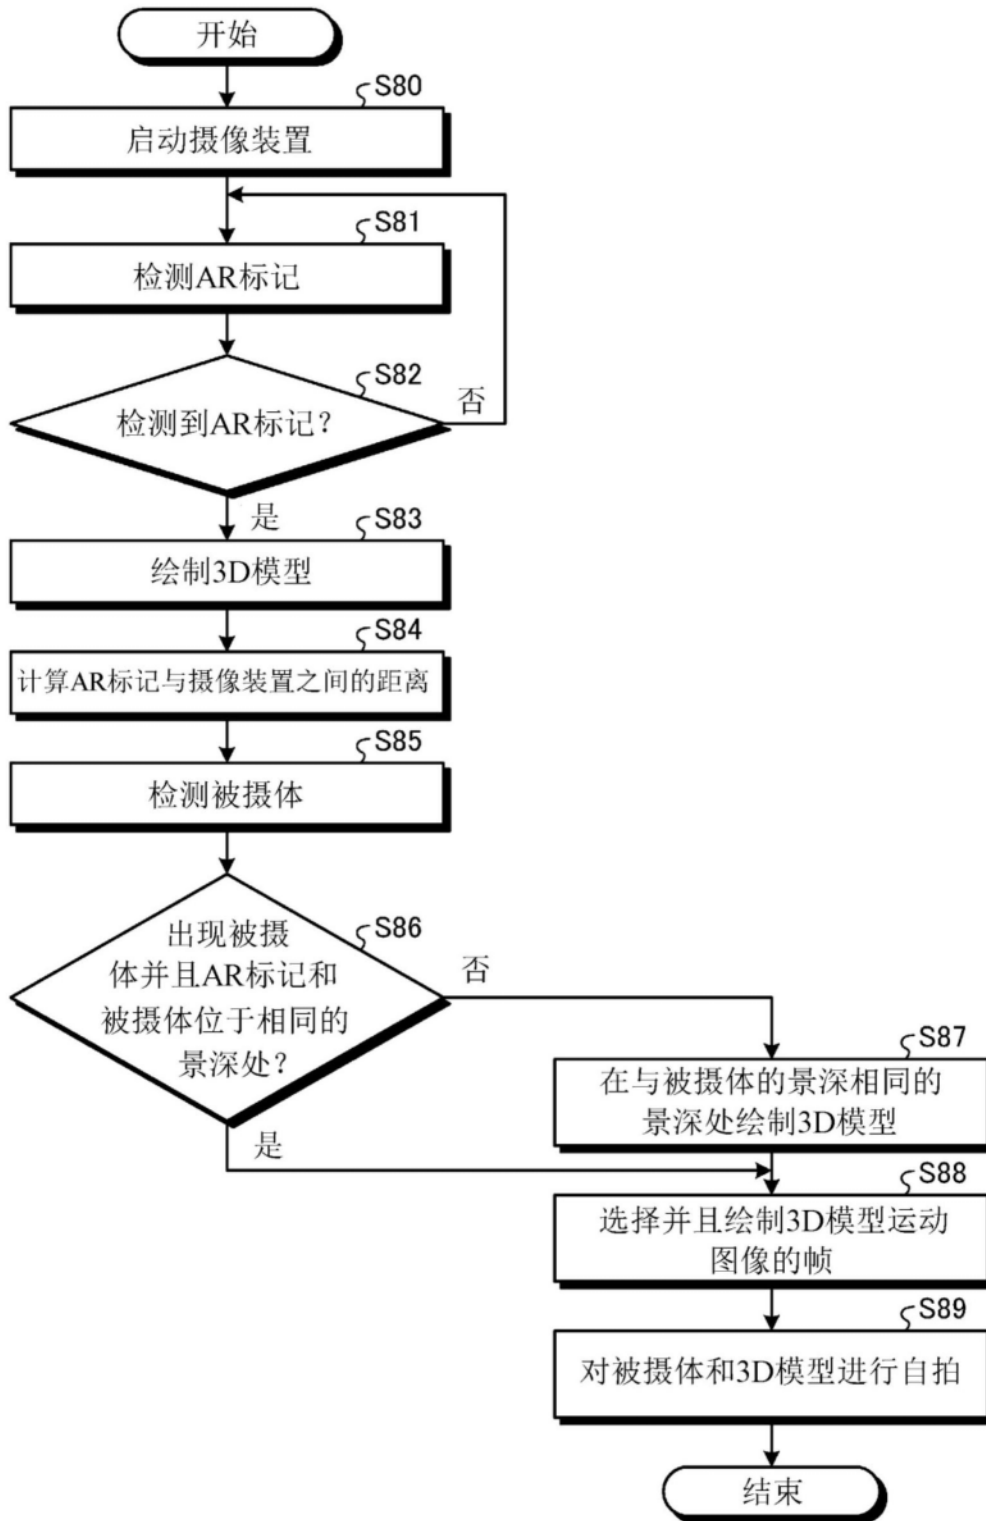 开始
S80
启动摄像装置
S81
检测AR标记
S82
检测到AR标记？
否
是
S83
绘制3D模型
S84
计算AR标记与摄像装置之间的距离
S85
检测被摄体
S86
出现被摄
体并且AR标记和
被摄体位于相同的
景深处？
否
是
S87
在与被摄体的景深相同的
景深处绘制3D模型
S88
选择并且绘制3D模型运动
图像的帧
S89
对被摄体和3D模型进行自拍
结束